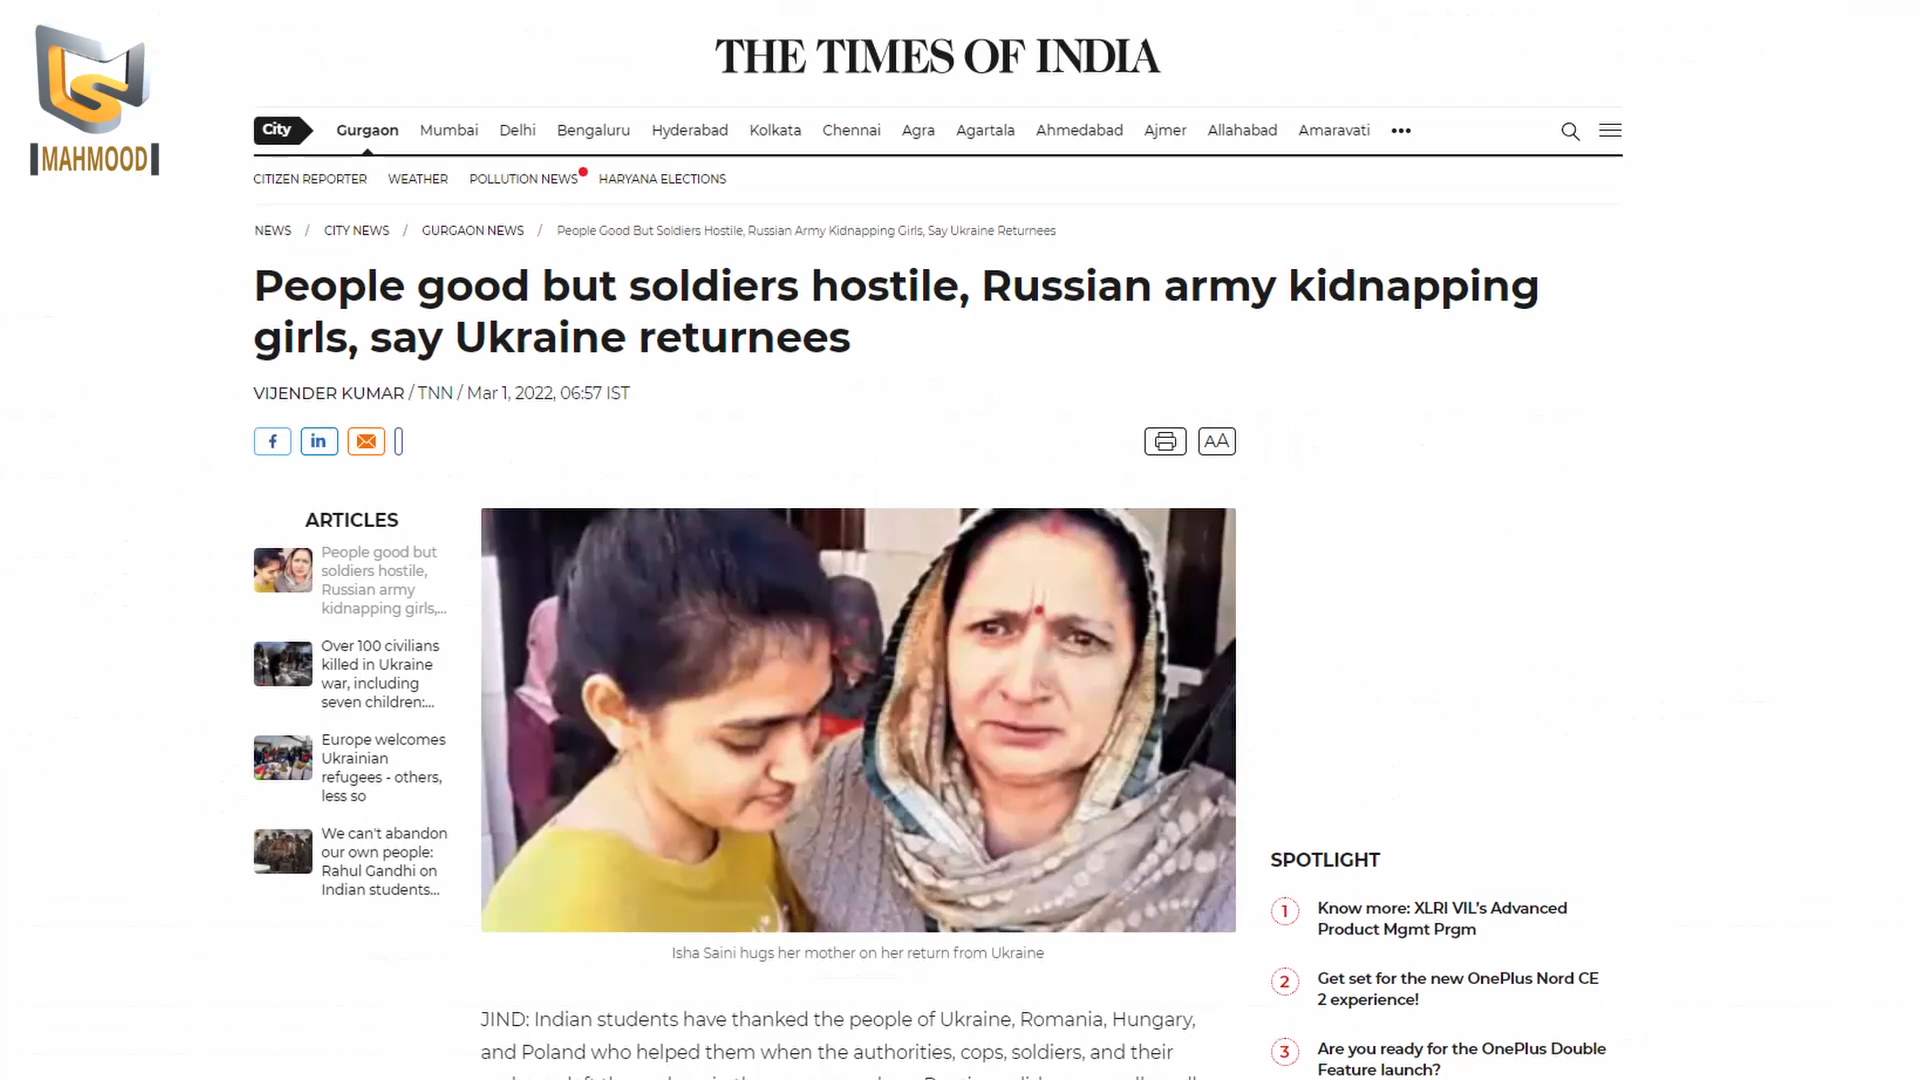 MAHMOOD
THE TIMES OF INDIA
City
Gurgaon Mumbai Delhi Bengaluru Hyderabad Kolkata Chennai Agra Agartala Ahmedabad Ajmer Allahabad Amaravati •••
CITIZEN REPORTER WEATHER POLLUTION NEWS HARYANA ELECTIONS
NEWS / CITY NEWS / GURGAON NEWS / People Good But Soldiers Hostile, Russian Army Kidnapping Girls, Say Ukraine Returnees
People good but soldiers hostile, Russian army kidnapping
girls, say Ukraine returnees
VIJENDER KUMAR / TNN / Mar 1, 2022, 06:57 IST
f in
AA
ARTICLES
People good but
soldiers hostile,
Russian army
kidnapping girls,...
Over 100 civilians
killed in Ukraine
war, including
seven children:...
Europe welcomes
Ukrainian
refugees - others,
less so
We can't abandon
our own people:
Rahul Gandhi on
Indian students...
Isha Saini hugs her mother on her return from Ukraine
JIND: Indian students have thanked the people of Ukraine, Romania, Hungary,
and Poland who helped them when the authorities, cops, soldiers, and their
SPOTLIGHT
1 Know more: XLRI VIL's Advanced
Product Mgmt Prgm
2 Get set for the new OnePlus Nord CE
2 experience!
3 Are you ready for the OnePlus Double
Feature launch?